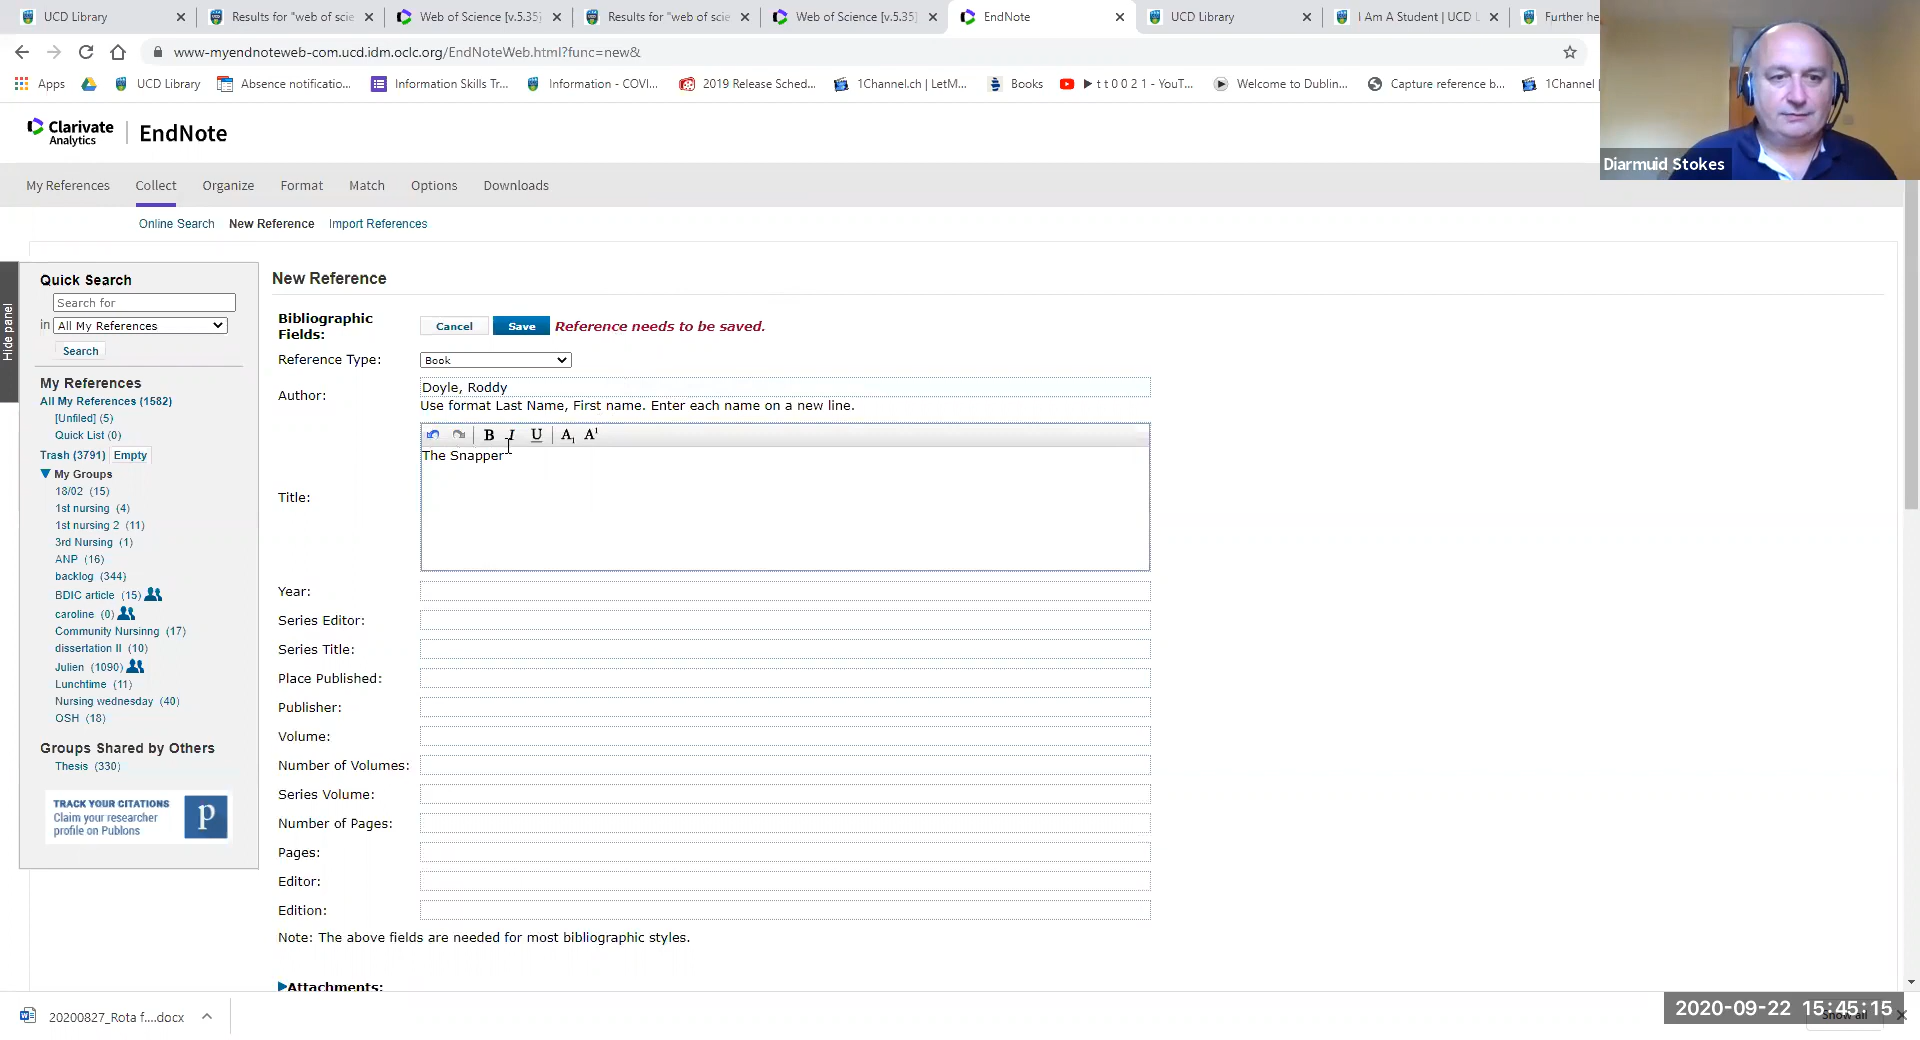 UCD Library
Results for "web of scie
Web of Science [v.5.35]
Results for "web of scie
Web of Science [v.5.35]
EndNote
UCD Library
I Am A Student | UCD L
Further he
www-myendnoteweb-com.ucd.idm.oclc.org/EndNoteWeb.html?func=new&
Apps
UCD Library
Absence notificatio...
Information Skills Tr...
Information - COVI...
2019 Release Sched...
1Channel.ch | LetM...
Books
t t 0 0 2 1 - YouT...
Welcome to Dublin...
Capture reference b...
1Channel |
Diarmuid Stokes
Clarivate
Analytics
EndNote
My References
Collect
Organize
Format
Match
Options
Downloads
Online Search
New Reference
Import References
Hide panel
Quick Search
Search for
in All My References
Search
My References
All My References (1582)
[Unfiled] (5)
Quick List (0)
Trash (3791) Empty
My Groups
18/02 (15)
1st nursing (4)
1st nursing 2 (11)
3rd Nursing (1)
ANP (16)
backlog (344)
BDIC article (15)
caroline (0)
Community Nursinng (17)
dissertation II (10)
Julien (1090)
Lunchtime (11)
Nursing wednesday (40)
OSH (18)
Groups Shared by Others
Thesis (330)
TRACK YOUR CITATIONS
Claim your researcher
profile on Publons
p
New Reference
Bibliographic
Fields:
Cancel
Save
Reference needs to be saved.
Reference Type: Book
Author: Doyle, Roddy
Use format Last Name, First name. Enter each name on a new line.
B I U A1 A1
The Snapper
Title:
Year:
Series Editor:
Series Title:
Place Published:
Publisher:
Volume:
Number of Volumes:
Series Volume:
Number of Pages:
Pages:
Editor:
Edition:
Note: The above fields are needed for most bibliographic styles.
Attachments:
20200827_Rota f....docx
2020-09-22 15:45:15
Show all